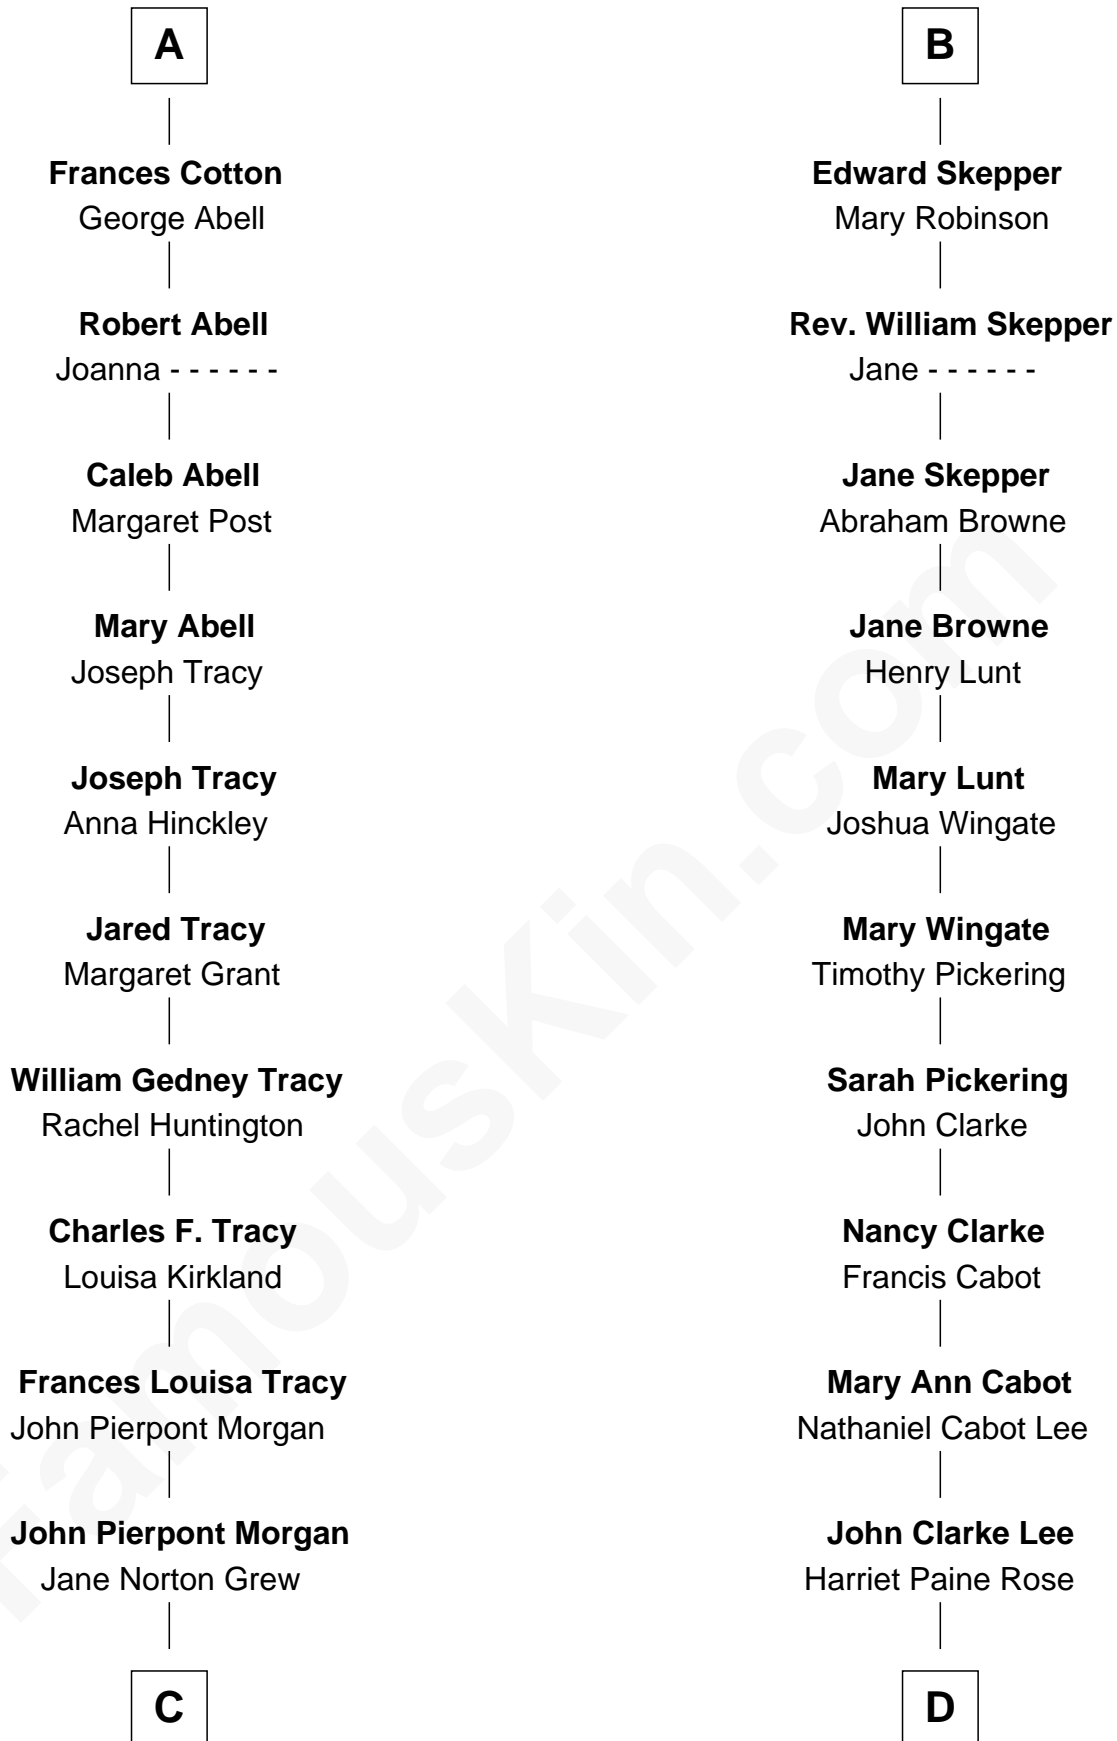 A
Frances Cotton
George Abell
Robert Abell
Joanna - - - - - -
Caleb Abell
Margaret Post
Mary Abell
Joseph Tracy
Joseph Tracy
Anna Hinckley
Jared Tracy
Margaret Grant
William Gedney Tracy
Rachel Huntington
Charles F. Tracy
Louisa Kirkland
Frances Louisa Tracy
John Pierpont Morgan
John Pierpont Morgan
Jane Norton Grew
C
B
Edward Skepper
Mary Robinson
Rev. William Skepper
Jane - - - - - -
Jane Skepper
Abraham Browne
Jane Browne
Henry Lunt
Mary Lunt
Joshua Wingate
Mary Wingate
Timothy Pickering
Sarah Pickering
John Clarke
Nancy Clarke
Francis Cabot
Mary Ann Cabot
Nathaniel Cabot Lee
John Clarke Lee
Harriet Paine Rose
D
FamousKin.com